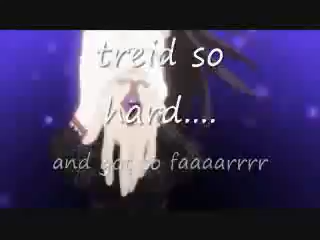 treid so
hard....
and got so faaaarrrr